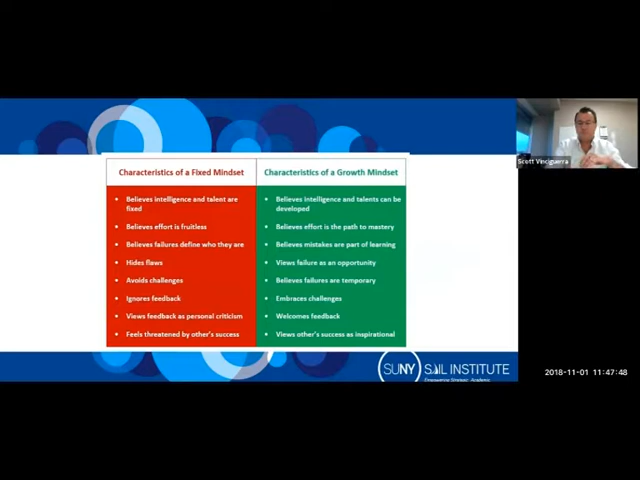 Characteristics of a Fixed Mindset
Characteristics of a Growth Mindset
Believes intelligence and talent are
fixed
Believes effort is fruitless
Believes failures define who they are
Hides flaws
Avoids challenges
Ignores feedback
Views feedback as personal criticism
Feels threatened by other's success
Believes intelligence and talents can be
developed
Believes effort is the path to mastery
Believes mistakes are part of learning
Views failure as an opportunity
Believes failures are temporary
Embraces challenges
Welcomes feedback
Views other's success as inspirational
Scott Vinciguerra
SUNY SAIL INSTITUTE
Empowering Strategic, Academic
2018-11-01 11:47:48